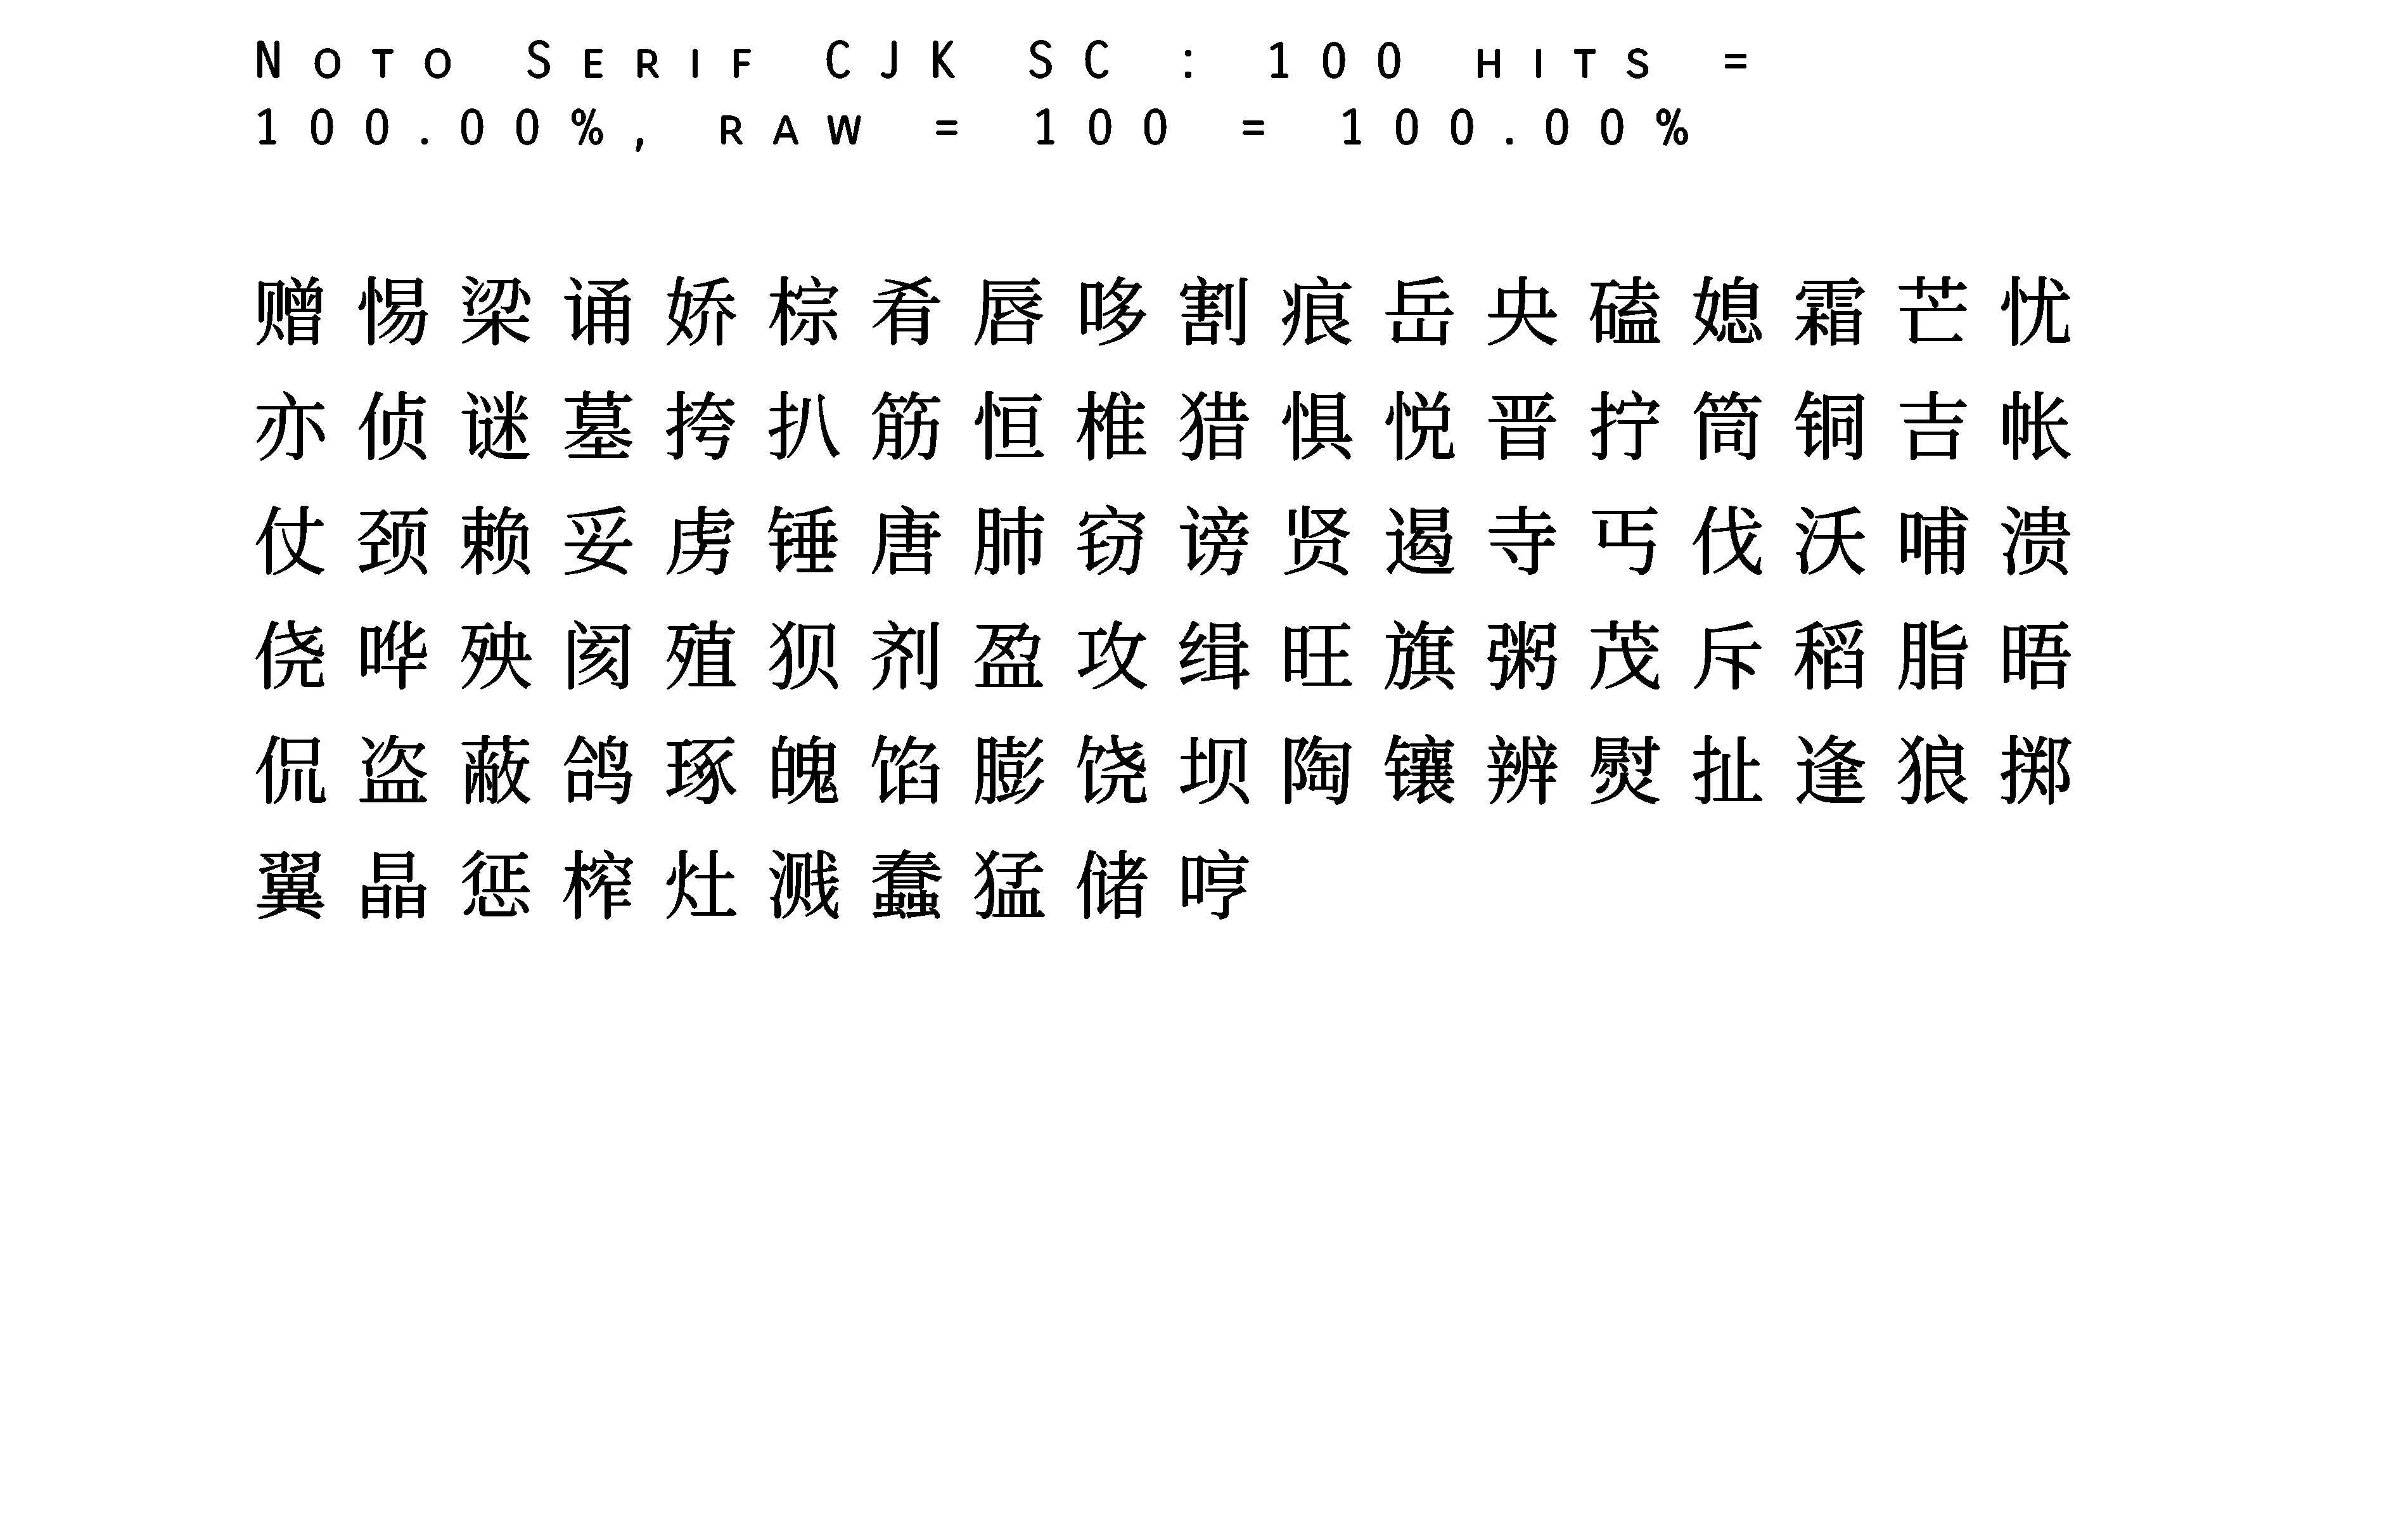 Noto Serif CJK SC : 100 hits =
100.00%, raw = 100 = 100.00%
赠惕梁诵娇棕肴唇哆割痕岳央磕媳霜芒忧
亦侦谜墓挎扒筋恒椎猎惧悦晋拧筒铜吉帐
仗颈赖妥虏锤唐肺窃谤贤遏寺丐伐沃哺溃
侥哗殃阂殖狈剂盈攻缉旺旗粥茂斥稻脂晤
侃盗蔽鸽琢魄馅膨饶坝陶镶辨熨扯逢狼掷
翼晶惩榨灶溅蠢猛储哼